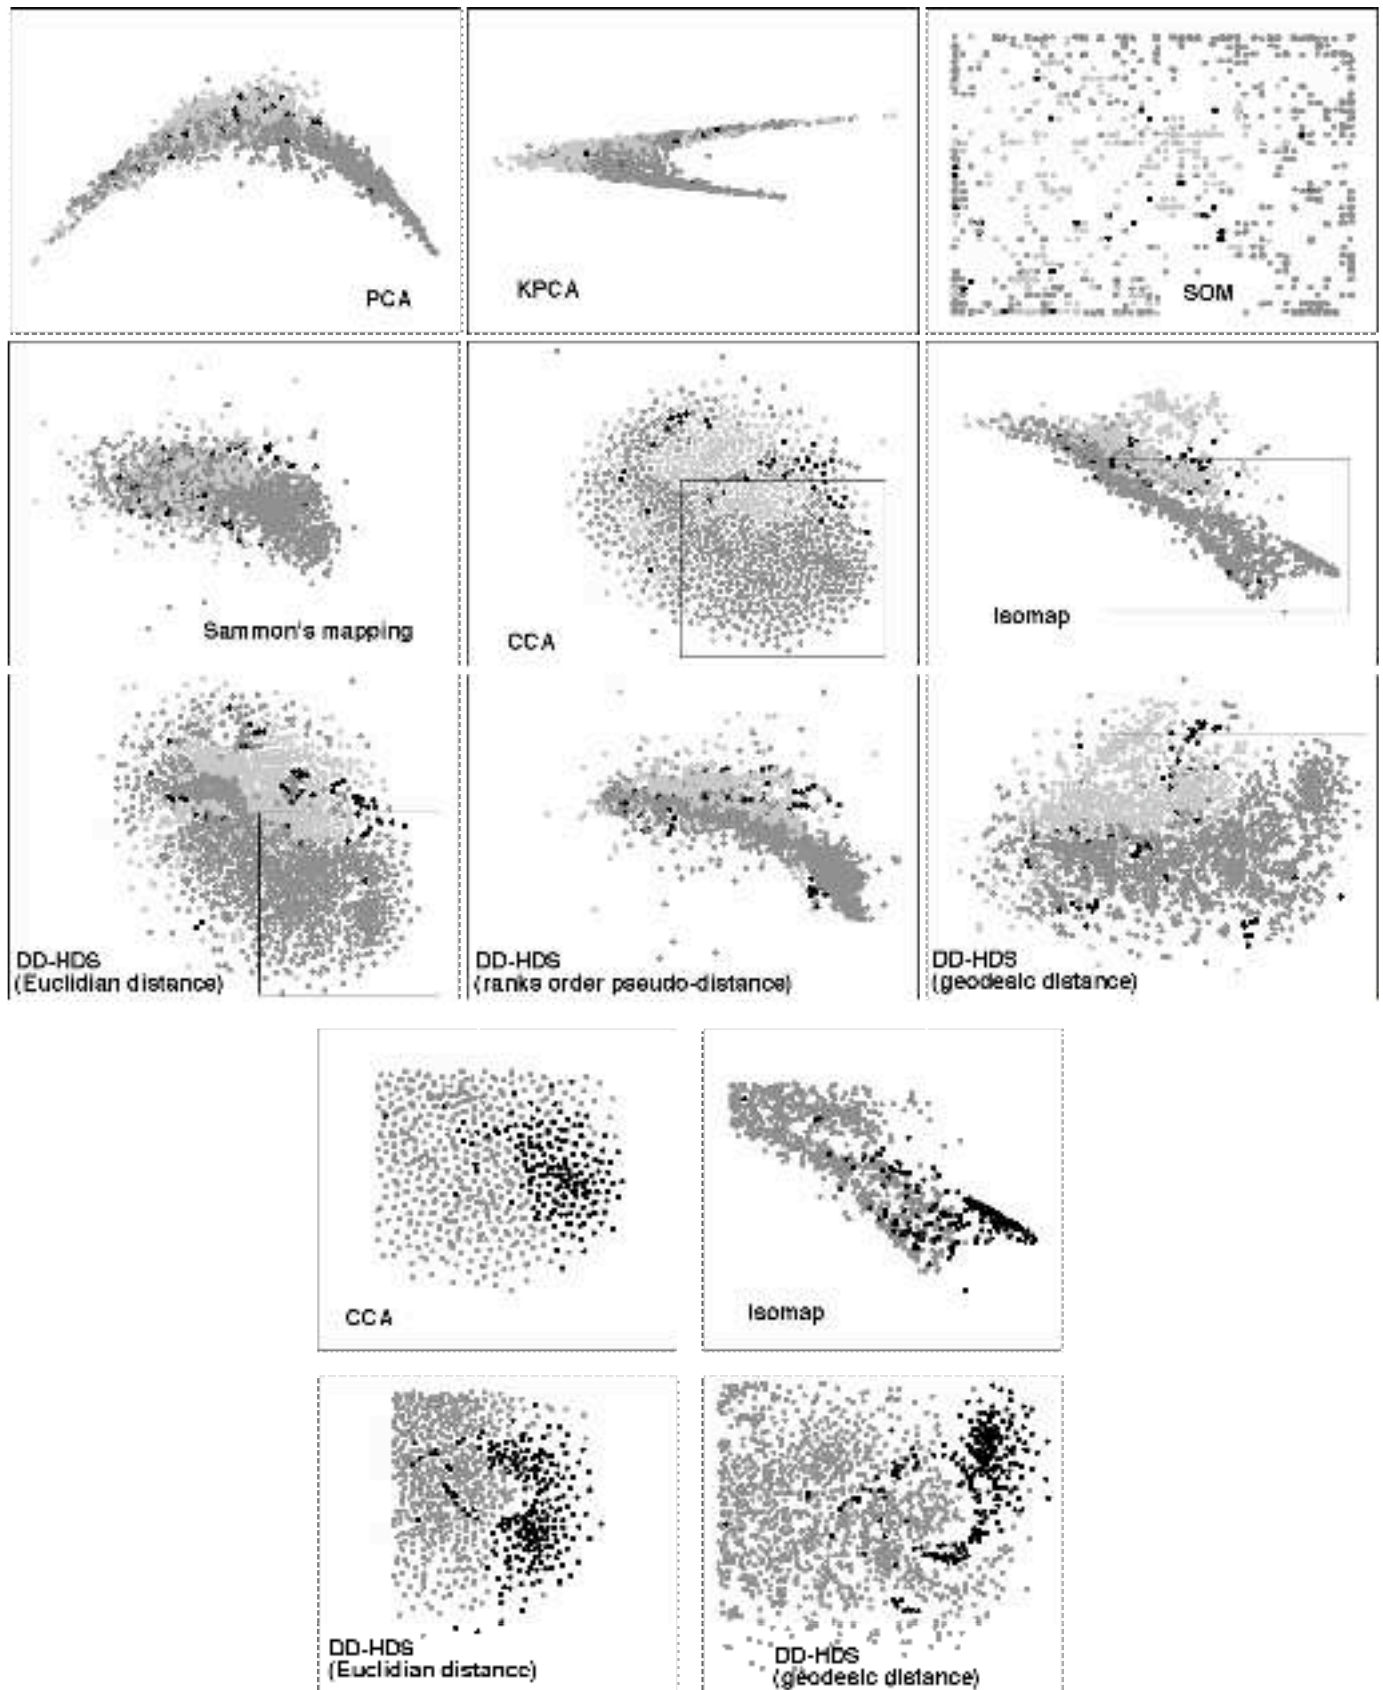 PCA
KPCA
SOM
Sammon's mapping
CCA
Isomap
DD-HDS
(Euclidian distance)
DD-HDS
(ranks order pseudo-distance)
DD-HDS
(geodesic distance)
CCA
Isomap
DD-HDS
(Euclidian distance)
DD-HDS
(geodesic distance)